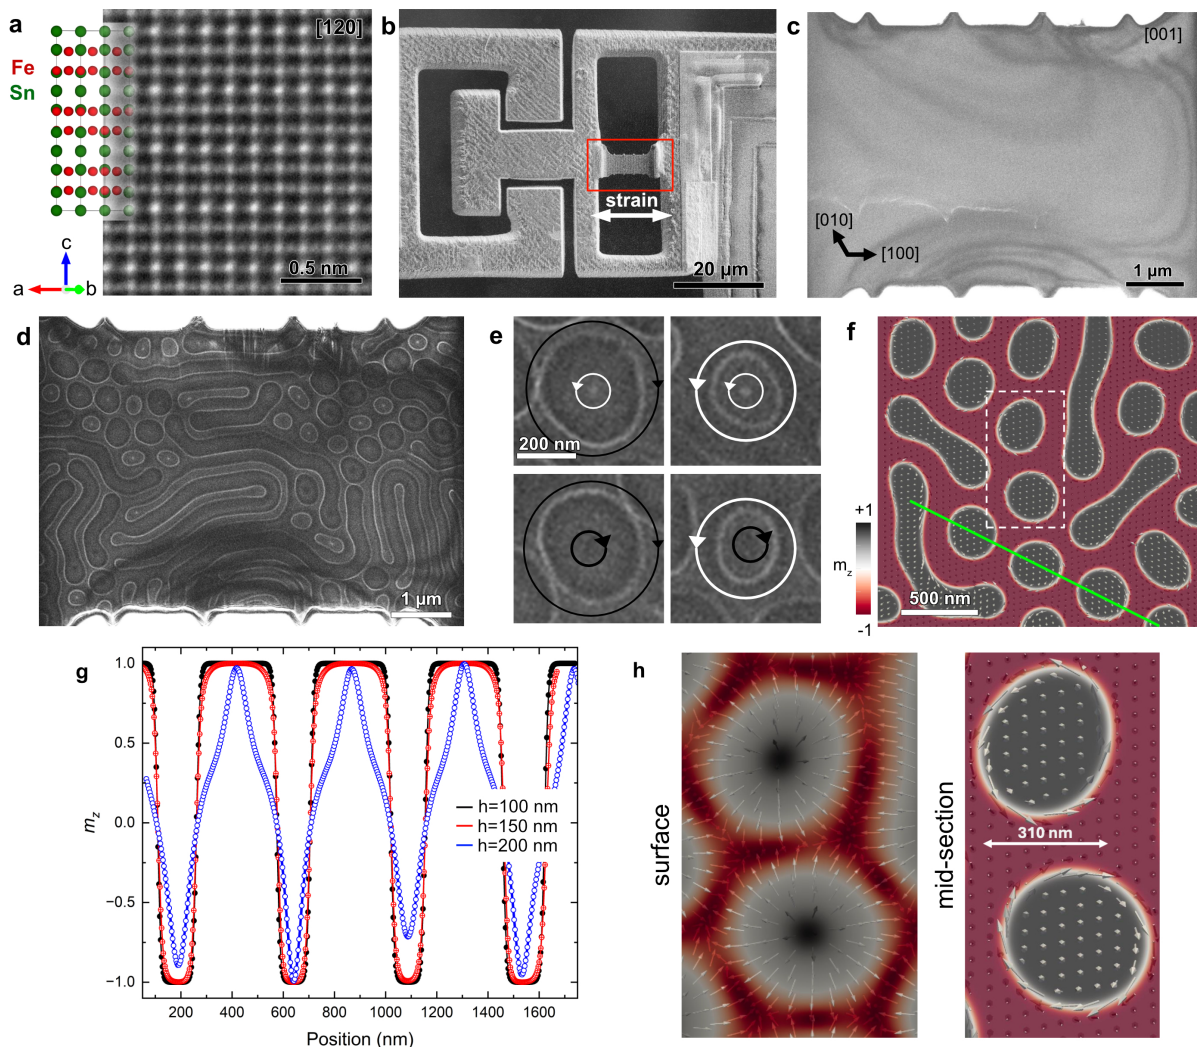 a
[120]
Fe
Sn
c
a
b
0.5 nm
b
strain
20 µm
c
[001]
[010]
[100]
1 µm
d
1 µm
e
200 nm
f
+1
m_z
-1
500 nm
g
1.0
0.5
0.0
−0.5
−1.0
m_z
h=100 nm
h=150 nm
h=200 nm
200 400 600 800 1000 1200 1400 1600
Position (nm)
h
surface
mid-section
310 nm